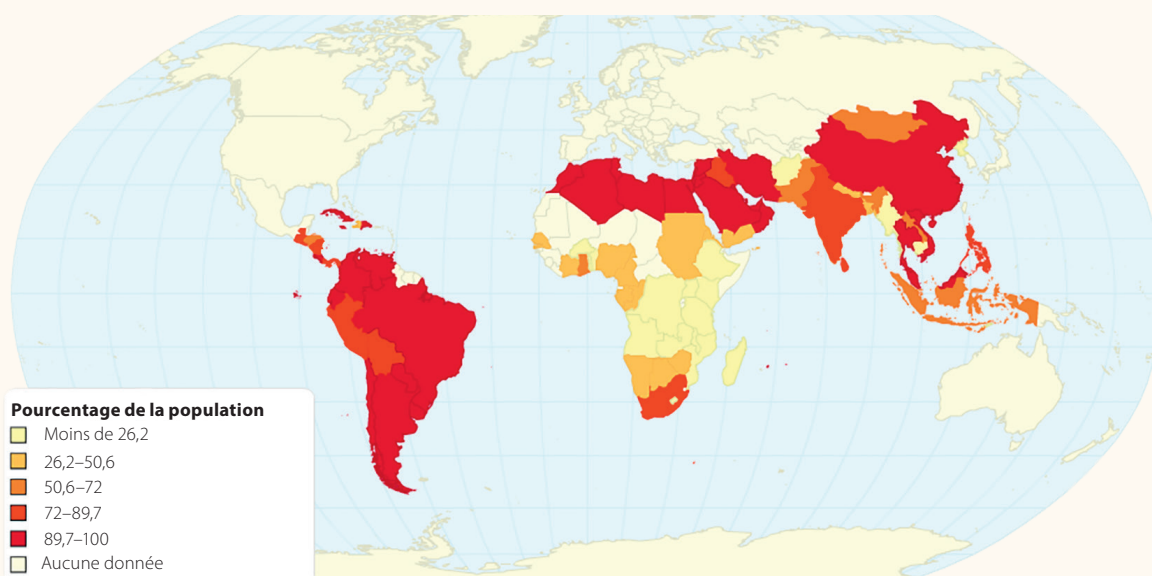 Pourcentage de la population
Moins de 26,2
26,2–50,6
50,6–72
72–89,7
89,7–100
Aucune donnée